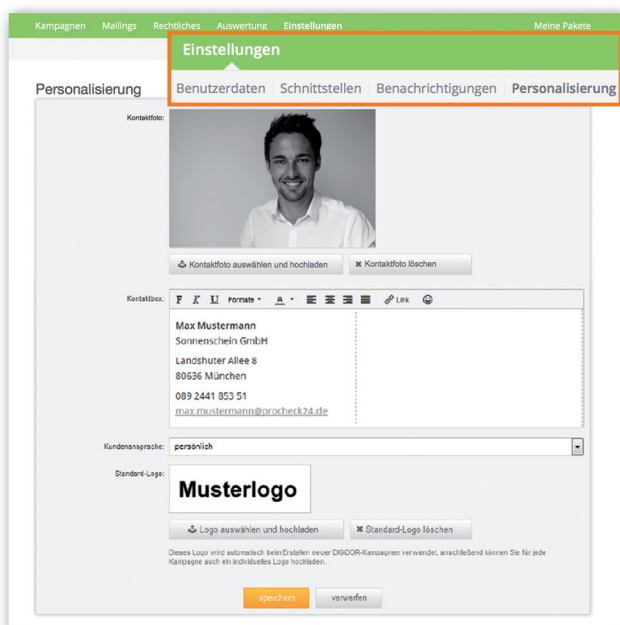 Kampagnen Mailings Rechtliches Auswertung Einstellungen Meine Pakete
Einstellungen
Benutzerdaten Schnittstellen Benachrichtigungen Personalisierung
Personalisierung
Kontaktfoto:
Kontaktfoto auswählen und hochladen Kontaktfoto löschen
Kontaktbox: F K U Formate A Link
Max Mustermann
Sonnenschein GmbH
Landshuter Allee 8
80636 München
089 2441 853 51
max.mustermann@procheck24.de
Kundenansprache: persönlich
Standard-Logo:
Musterlogo
Logo auswählen und hochladen Standard-Logo löschen
Dieses Logo wird automatisch beim Erstellen neuer DIGIDOR-Kampagnen verwendet, anschließend können Sie für jede
Kampagne auch ein individuelles Logo hochladen.
speichern verwerfen